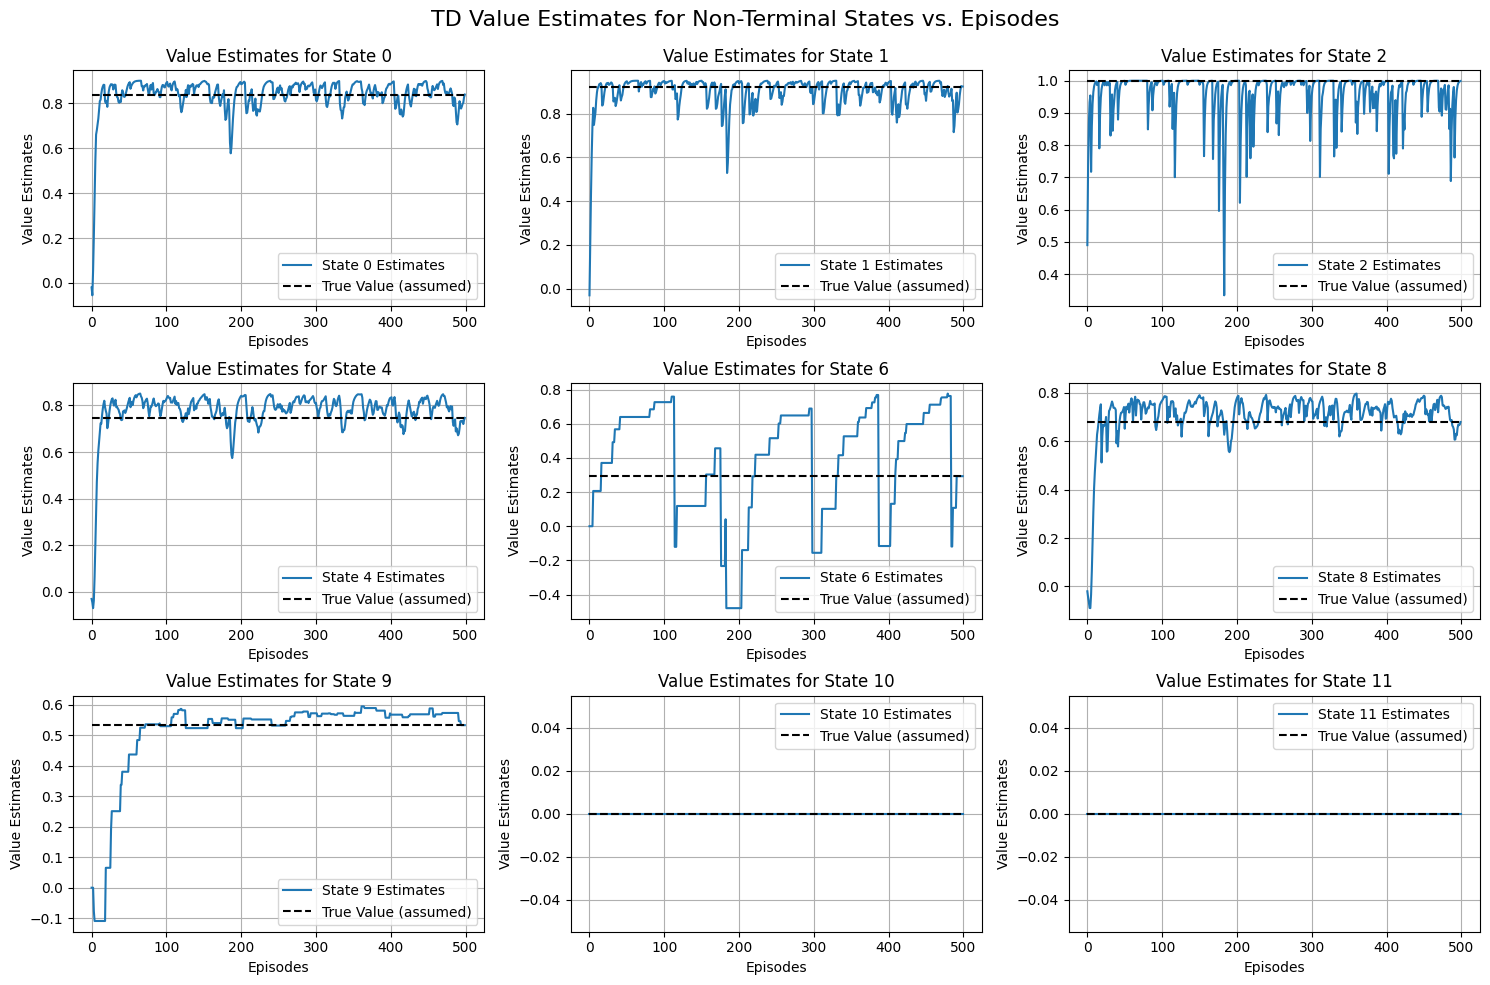 TD Value Estimates for Non-Terminal States vs. Episodes
Value Estimates for State 0
Value Estimates
0.8
0.6
0.4
0.2
0.0
State 0 Estimates
True Value (assumed)
0 100 200 300 400 500
Episodes
Value Estimates for State 1
Value Estimates
0.8
0.6
0.4
0.2
0.0
State 1 Estimates
True Value (assumed)
0 100 200 300 400 500
Episodes
Value Estimates for State 2
Value Estimates
1.0
0.9
0.8
0.7
0.6
0.5
0.4
State 2 Estimates
True Value (assumed)
0 100 200 300 400 500
Episodes
Value Estimates for State 4
Value Estimates
0.8
0.6
0.4
0.2
0.0
State 4 Estimates
True Value (assumed)
0 100 200 300 400 500
Episodes
Value Estimates for State 6
Value Estimates
0.8
0.6
0.4
0.2
0.0
−0.2
−0.4
State 6 Estimates
True Value (assumed)
0 100 200 300 400 500
Episodes
Value Estimates for State 8
Value Estimates
0.8
0.6
0.4
0.2
0.0
State 8 Estimates
True Value (assumed)
0 100 200 300 400 500
Episodes
Value Estimates for State 9
Value Estimates
0.6
0.5
0.4
0.3
0.2
0.1
0.0
−0.1
State 9 Estimates
True Value (assumed)
0 100 200 300 400 500
Episodes
Value Estimates for State 10
Value Estimates
0.04
0.02
0.00
−0.02
−0.04
State 10 Estimates
True Value (assumed)
0 100 200 300 400 500
Episodes
Value Estimates for State 11
Value Estimates
0.04
0.02
0.00
−0.02
−0.04
State 11 Estimates
True Value (assumed)
0 100 200 300 400 500
Episodes